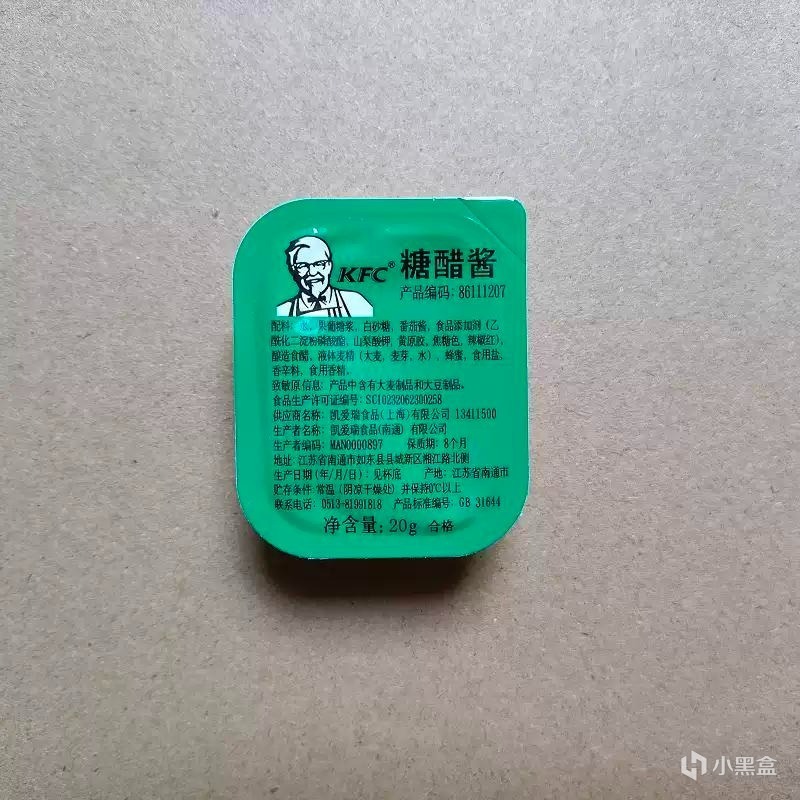 KFC® 糖醋酱
产品编码: 86111207
配料: 水、果葡糖浆、白砂糖、番茄酱、食品添加剂 (乙
酰化二淀粉磷酸酯, 山梨酸钾, 黄原胶, 焦糖色, 辣椒红)、
酿造食醋、液体麦精 (大麦、麦芽、水)、蜂蜜、食用盐、
香辛料、食用香精。
致敏原信息: 产品中含有大麦制品和大豆制品。
食品生产许可证编号: SC10232062300258
供应商名称: 凯爱瑞食品(上海)有限公司 13411500
生产者名称: 凯爱瑞食品(南通) 有限公司
生产者编码: MAN0000897 保质期: 8个月
地址: 江苏省南通市如东县县城新区湘江路北侧
生产日期(年/月/日): 见杯底 产地: 江苏省南通市
贮存条件: 常温 (阴凉干燥处) 并保持0℃以上
联系电话: 0513-81991818 产品标准编号: GB 31644
净含量: 20g 合格
小黑盒